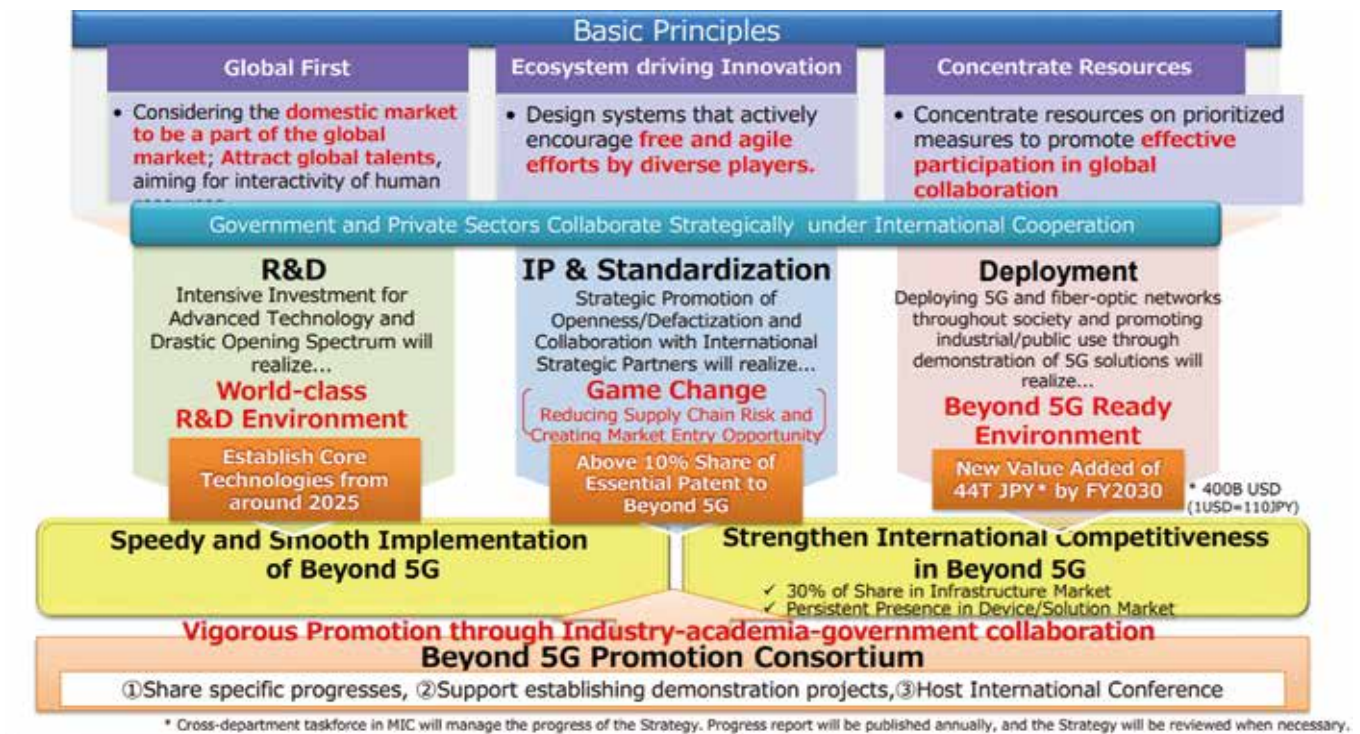 Basic Principles
Global First
• Considering the domestic market
to be a part of the global
market; Attract global talents,
aiming for interactivity of human
Ecosystem driving Innovation
• Design systems that actively
encourage free and agile
efforts by diverse players.
Concentrate Resources
• Concentrate resources on prioritized
measures to promote effective
participation in global
collaboration
Government and Private Sectors Collaborate Strategically under International Cooperation
R&D
Intensive Investment for
Advanced Technology and
Drastic Opening Spectrum will
realize...
World-class
R&D Environment
Establish Core
Technologies from
around 2025
IP & Standardization
Strategic Promotion of
Openness/Defactization and
Collaboration with International
Strategic Partners will realize...
Game Change
Reducing Supply Chain Risk and
Creating Market Entry Opportunity
Above 10% Share of
Essential Patent to
Beyond 5G
Deployment
Deploying 5G and fiber-optic networks
throughout society and promoting
industrial/public use through
demonstration of 5G solutions will
realize...
Beyond 5G Ready
Environment
New Value Added of
44T JPY* by FY2030
* 400B USD
(1USD=110JPY)
Speedy and Smooth Implementation
of Beyond 5G
Strengthen International Competitiveness
in Beyond 5G
✓ 30% of Share in Infrastructure Market
✓ Persistent Presence in Device/Solution Market
Vigorous Promotion through Industry-academia-government collaboration
Beyond 5G Promotion Consortium
①Share specific progresses, ②Support establishing demonstration projects,③Host International Conference
* Cross-department taskforce in MIC will manage the progress of the Strategy. Progress report will be published annually, and the Strategy will be reviewed when necessary.